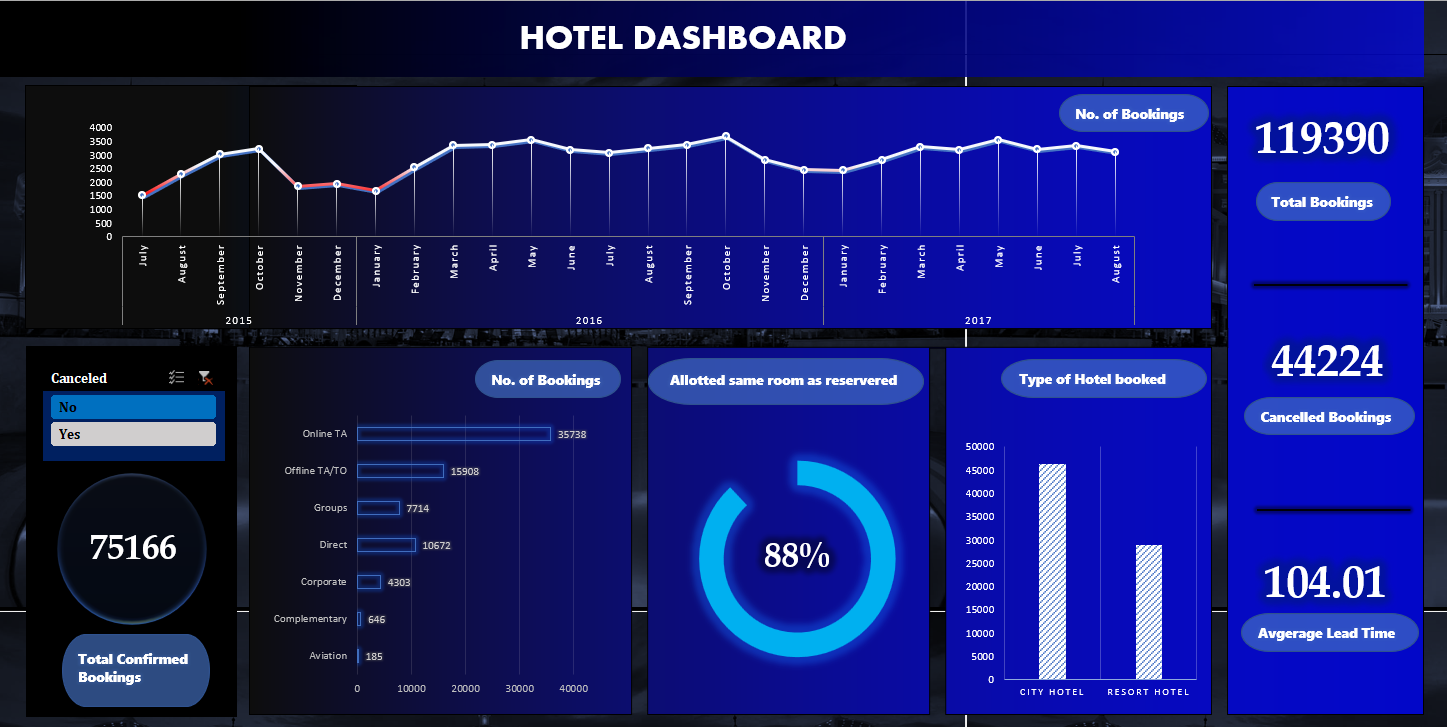 HOTEL DASHBOARD
No. of Bookings
4000
3500
3000
2500
2000
1500
1000
500
0
July
August
September
October
November
December
January
February
March
April
May
June
July
August
September
October
November
December
January
February
March
April
May
June
July
August
2015
2016
2017
119390
Total Bookings
44224
Cancelled Bookings
104.01
Avgerage Lead Time
Canceled
No
Yes
75166
Total Confirmed
Bookings
No. of Bookings
Online TA 35738
Offline TA/TO 15908
Groups 7714
Direct 10672
Corporate 4303
Complementary 646
Aviation 185
0 10000 20000 30000 40000
Allotted same room as reservered
88%
Type of Hotel booked
50000
45000
40000
35000
30000
25000
20000
15000
10000
5000
0
CITY HOTEL RESORT HOTEL